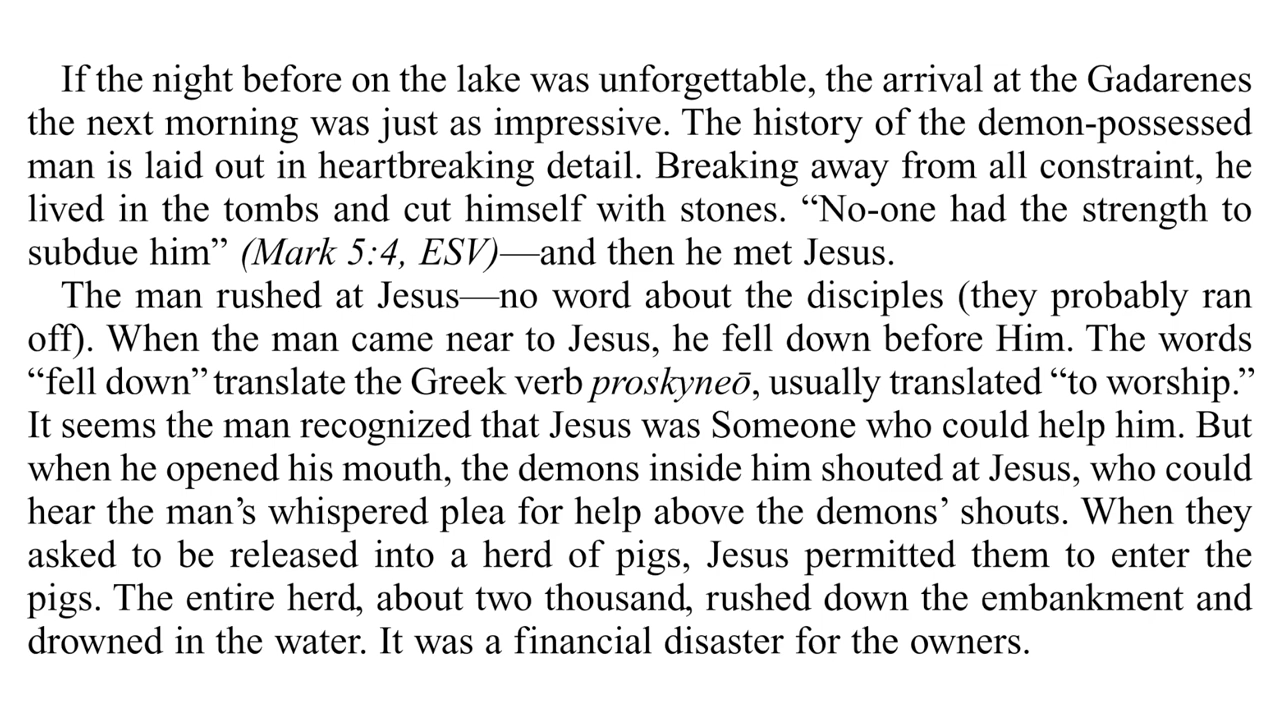 If the night before on the lake was unforgettable, the arrival at the Gadarenes
the next morning was just as impressive. The history of the demon-possessed
man is laid out in heartbreaking detail. Breaking away from all constraint, he
lived in the tombs and cut himself with stones. “No-one had the strength to
subdue him” (Mark 5:4, ESV)—and then he met Jesus.
The man rushed at Jesus—no word about the disciples (they probably ran
off). When the man came near to Jesus, he fell down before Him. The words
“fell down” translate the Greek verb proskyneō, usually translated “to worship.”
It seems the man recognized that Jesus was Someone who could help him. But
when he opened his mouth, the demons inside him shouted at Jesus, who could
hear the man’s whispered plea for help above the demons’ shouts. When they
asked to be released into a herd of pigs, Jesus permitted them to enter the
pigs. The entire herd, about two thousand, rushed down the embankment and
drowned in the water. It was a financial disaster for the owners.